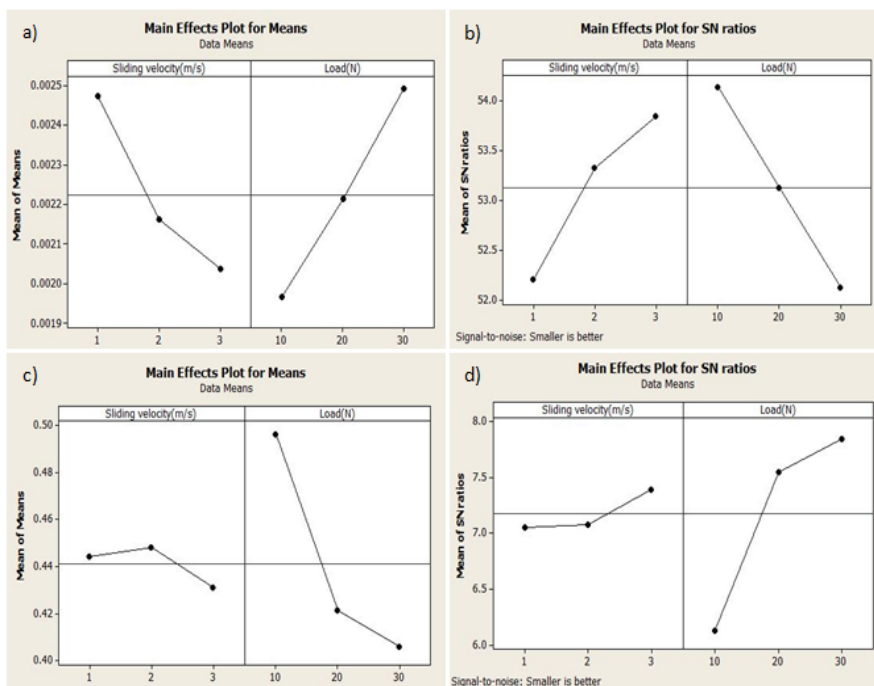 a)
Main Effects Plot for Means
Data Means
Sliding velocity(m/s) Load(N)
Mean of Means
0.0025
0.0024
0.0023
0.0022
0.0021
0.0020
0.0019
1 2 3 10 20 30
b)
Main Effects Plot for SN ratios
Data Means
Sliding velocity(m/s) Load(N)
Mean of SN ratios
54.0
53.5
53.0
52.5
52.0
1 2 3 10 20 30
Signal-to-noise: Smaller is better
c)
Main Effects Plot for Means
Data Means
Sliding velocity(m/s) Load(N)
Mean of Means
0.50
0.48
0.46
0.44
0.42
0.40
1 2 3 10 20 30
d)
Main Effects Plot for SN ratios
Data Means
Sliding velocity(m/s) Load(N)
Mean of SN ratios
8.0
7.5
7.0
6.5
6.0
1 2 3 10 20 30
Signal-to-noise: Smaller is better